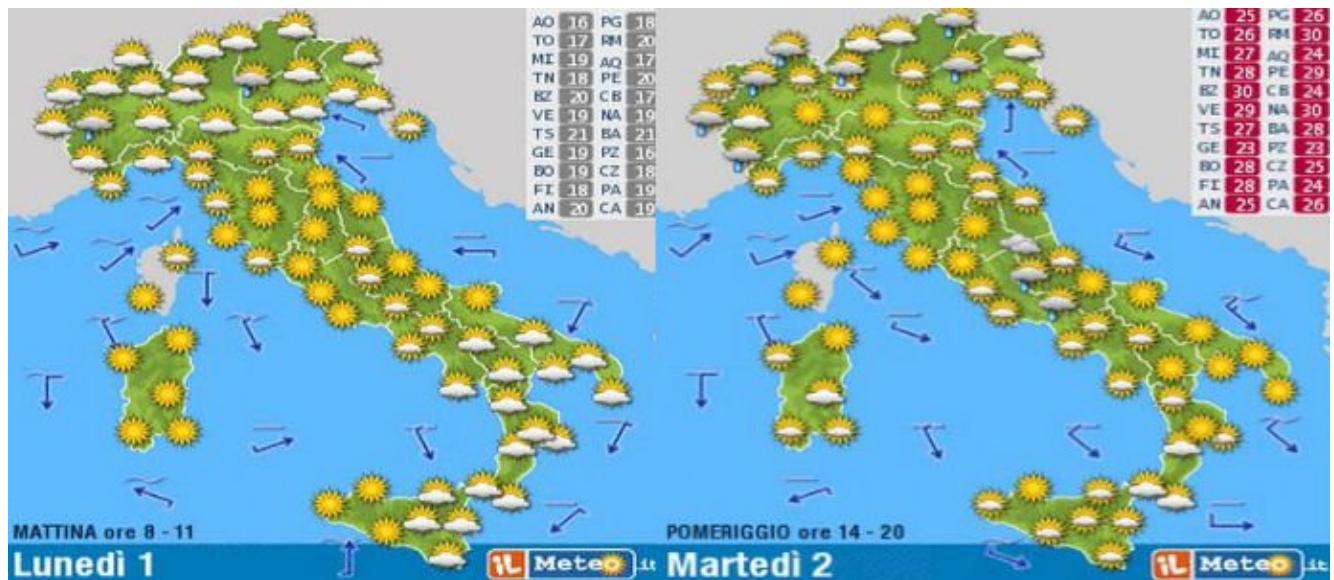 AO 16 PG 18
TO 17 RM 20
MI 19 AQ 17
TN 18 PE 20
BZ 20 CB 17
VE 19 NA 19
TS 21 BA 21
GE 19 PZ 16
BO 19 CZ 18
FI 18 PA 19
AN 20 CA 19
MATTINA ore 8 - 11
Lunedì 1
iL Meteo.it
AO 25 PG 26
TO 26 RM 30
MI 27 AQ 24
TN 28 PE 29
BZ 30 CB 24
VE 29 NA 30
TS 27 BA 28
GE 23 PZ 23
BO 28 CZ 25
FI 28 PA 24
AN 25 CA 26
POMERIGGIO ore 14 - 20
Martedì 2
iL Meteo.it